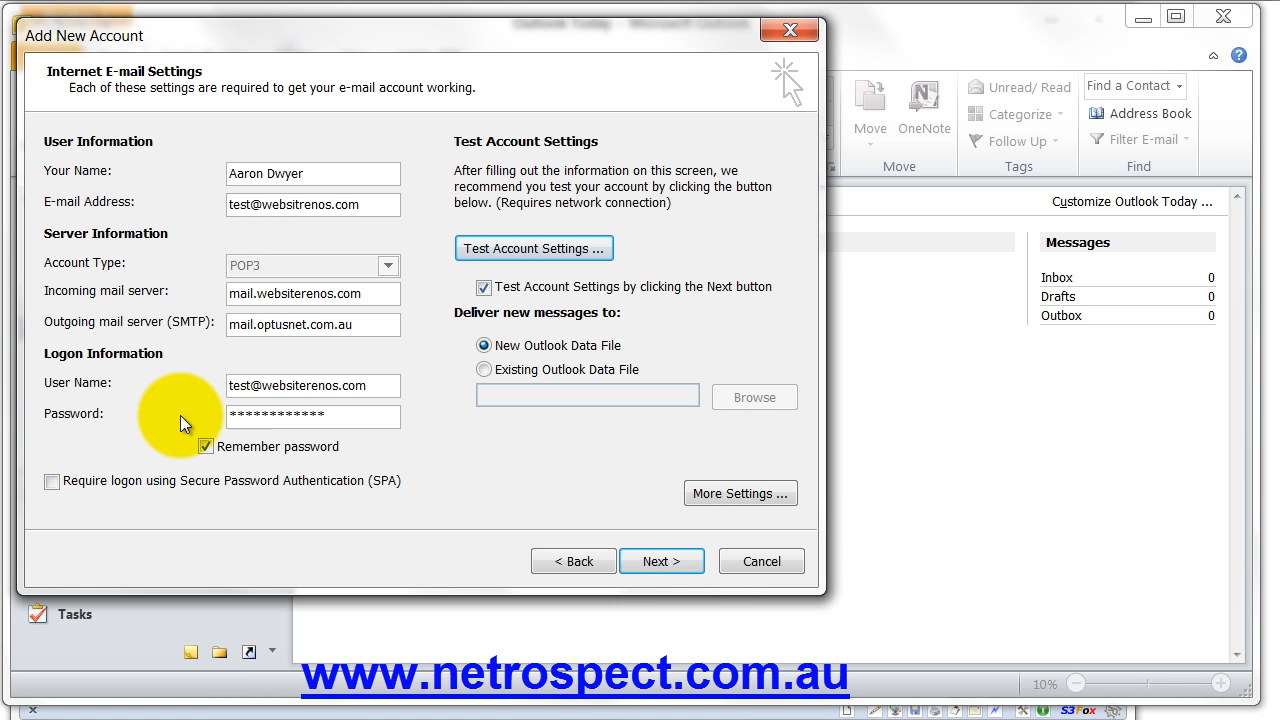 Outlook Today - Microsoft Outlook
Add New Account
Internet E-mail Settings
Each of these settings are required to get your e-mail account working.
User Information
Your Name:
Aaron Dwyer
E-mail Address:
test@websitrenos.com
Server Information
Account Type:
POP3
Incoming mail server:
mail.websiterenos.com
Outgoing mail server (SMTP):
mail.optusnet.com.au
Logon Information
User Name:
test@websiterenos.com
Password:
************
Remember password
Require logon using Secure Password Authentication (SPA)
Test Account Settings
After filling out the information on this screen, we
recommend you test your account by clicking the button
below. (Requires network connection)
Test Account Settings ...
Test Account Settings by clicking the Next button
Deliver new messages to:
New Outlook Data File
Existing Outlook Data File
Browse
More Settings ...
< Back
Next >
Cancel
Move
OneNote
Move
Unread/ Read
Categorize
Follow Up
Tags
Find a Contact
Address Book
Filter E-mail
Find
Customize Outlook Today ...
Messages
Inbox 0
Drafts 0
Outbox 0
Tasks
www.netrospect.com.au
10%
S3Fox